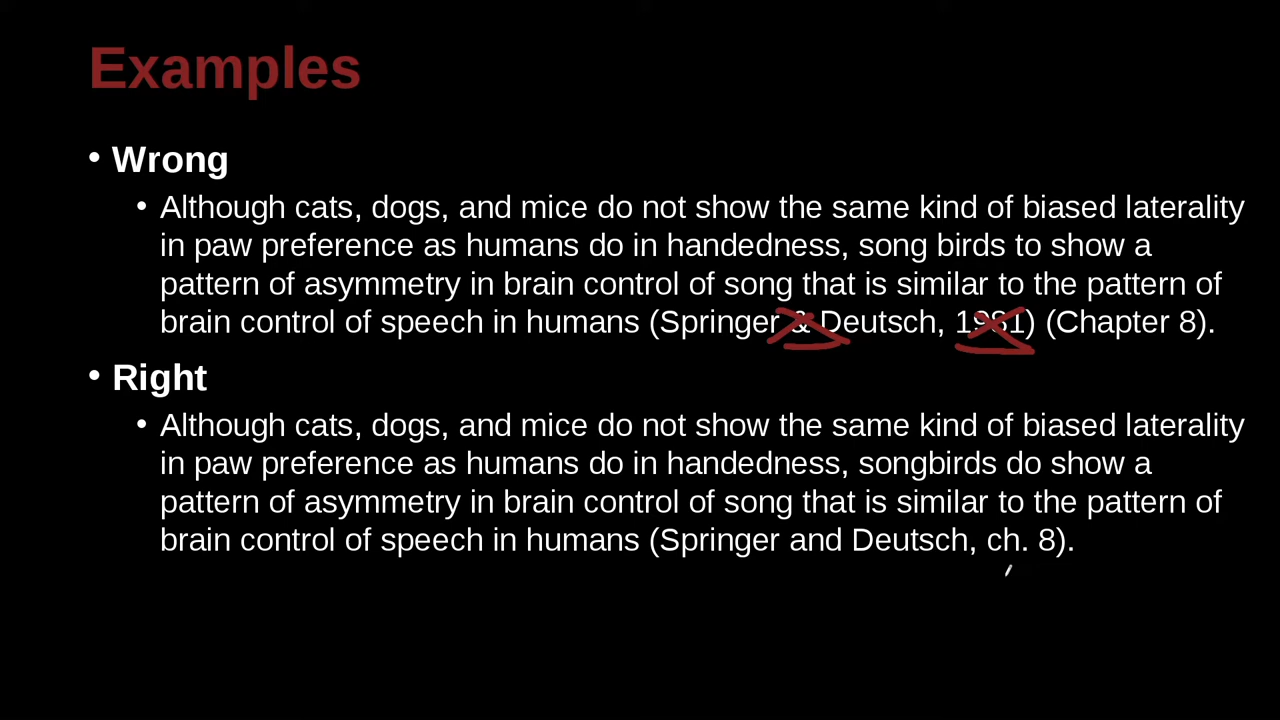 Examples
• Wrong
• Although cats, dogs, and mice do not show the same kind of biased laterality
in paw preference as humans do in handedness, song birds to show a
pattern of asymmetry in brain control of song that is similar to the pattern of
brain control of speech in humans (Springer & Deutsch, 1981) (Chapter 8).
• Right
• Although cats, dogs, and mice do not show the same kind of biased laterality
in paw preference as humans do in handedness, songbirds do show a
pattern of asymmetry in brain control of song that is similar to the pattern of
brain control of speech in humans (Springer and Deutsch, ch. 8).